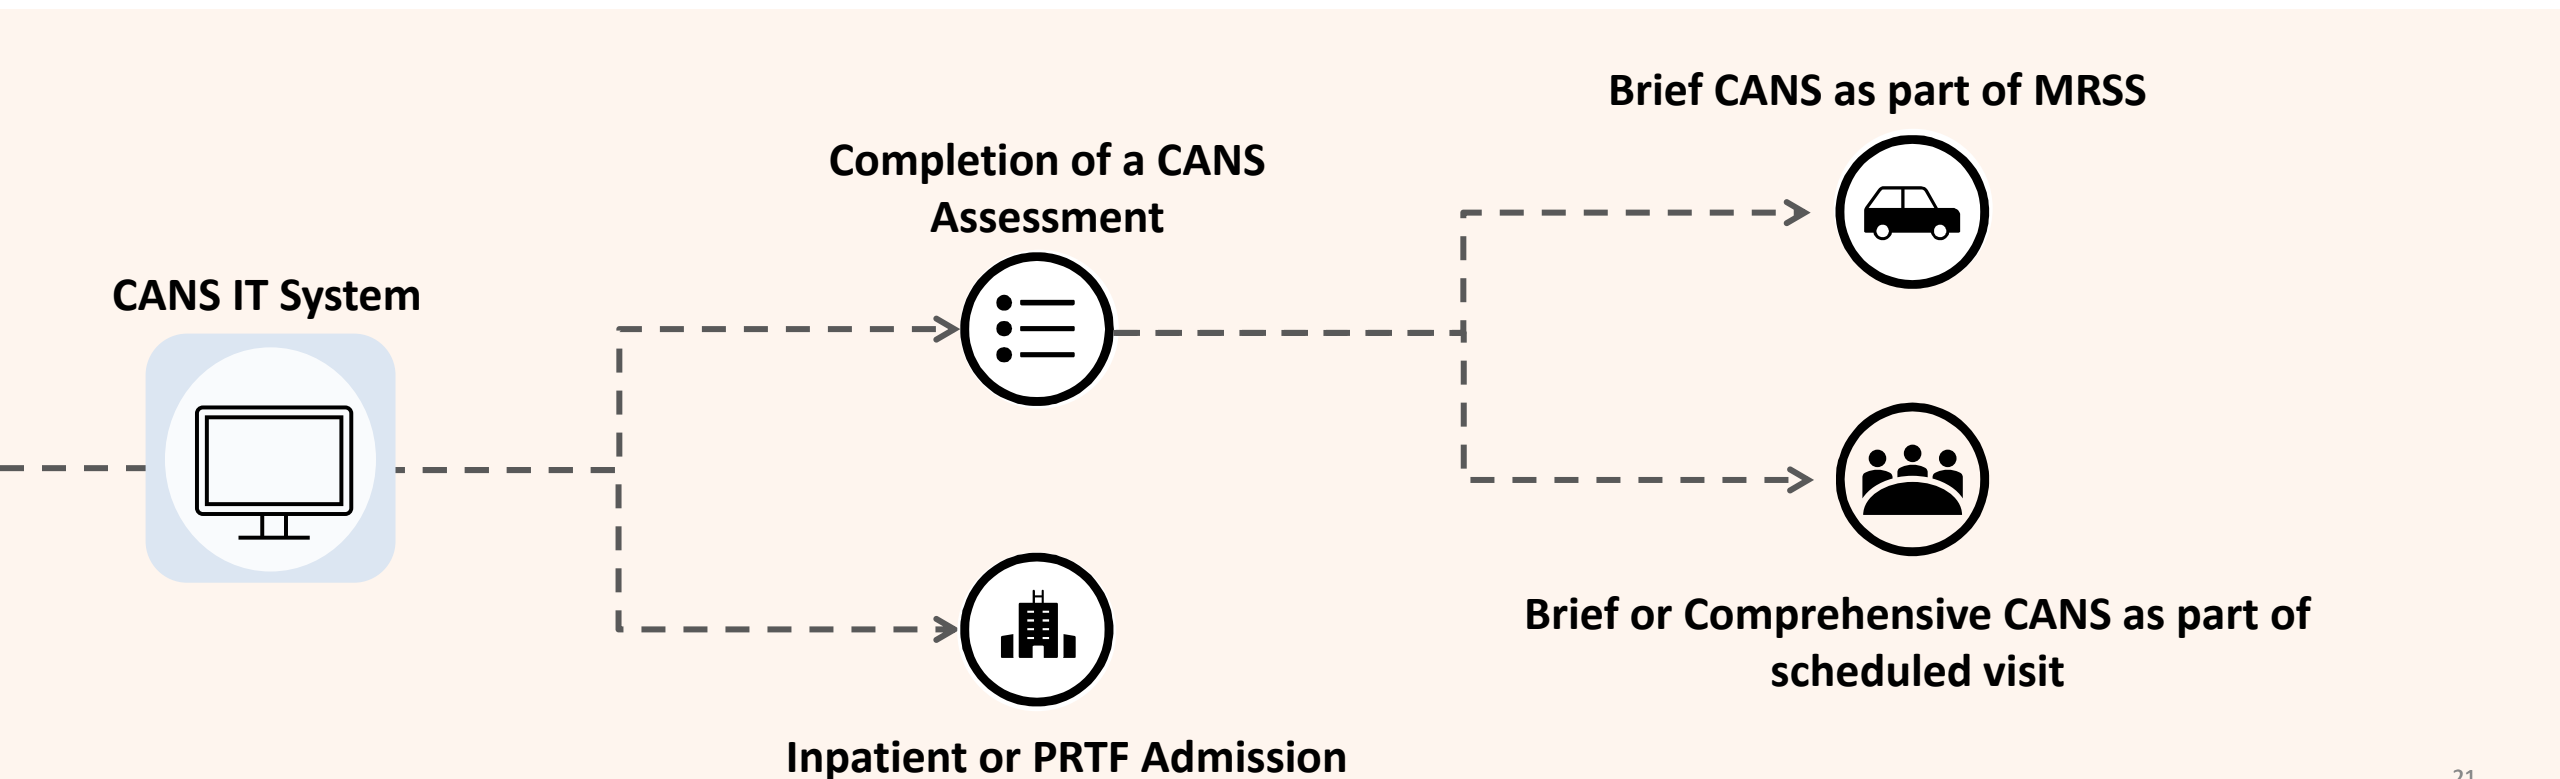 Brief CANS as part of MRSS
Completion of a CANS
Assessment
CANS IT System
Brief or Comprehensive CANS as part of
scheduled visit
Inpatient or PRTF Admission
21